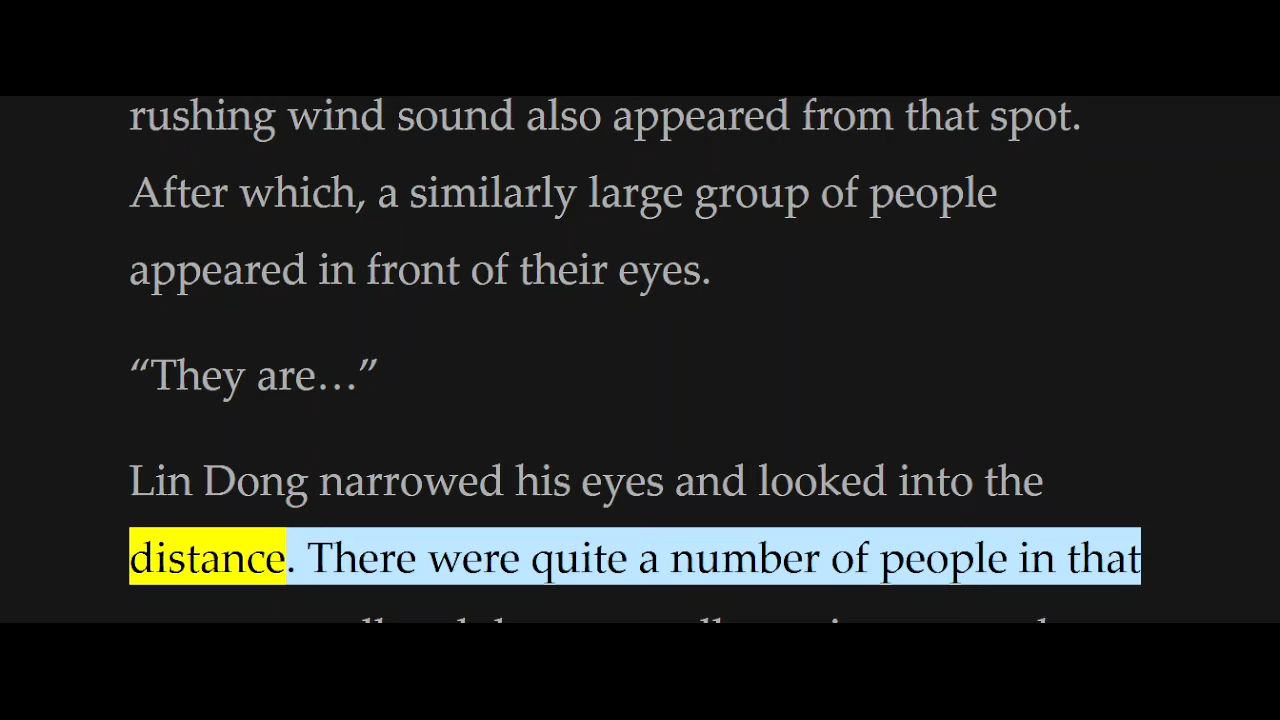 rushing wind sound also appeared from that spot.
After which, a similarly large group of people
appeared in front of their eyes.
“They are…”
Lin Dong narrowed his eyes and looked into the
distance. There were quite a number of people in that